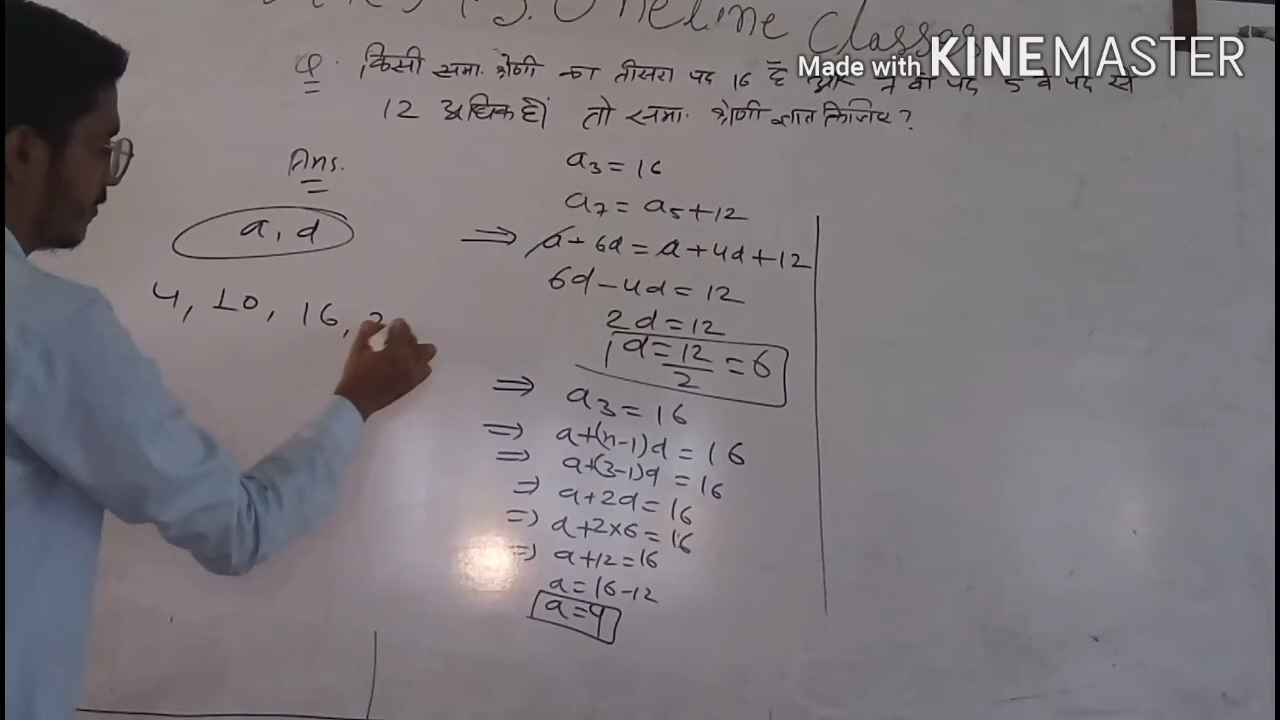 Oneline Classes
Made with KINEMASTER
Q. किसी समा. श्रेणी का तीसरा पद 16 है और 7 वाँ पद 5 वे पद से
12 अधिक है। तो समा. श्रेणी ज्ञात किजिए?
Ans.
a, d
4, 10, 16, 2
a3 = 16
a7 = a5 + 12
⇒ a + 6d = a + 4d + 12
6d - 4d = 12
2d = 12
d = 12/2 = 6
⇒ a3 = 16
⇒ a+(n-1)d = 16
⇒ a+(3-1)d = 16
⇒ a+2d = 16
⇒ a+2×6 = 16
⇒ a+12 = 16
a = 16-12
a = 4